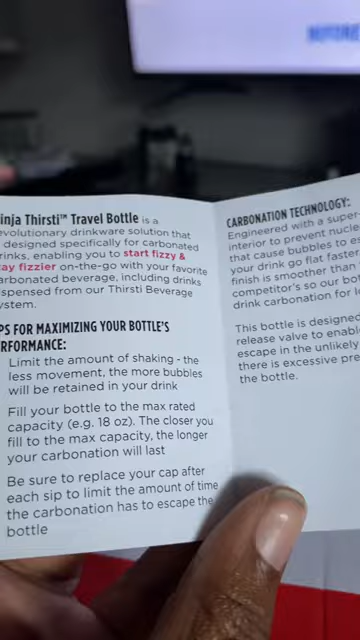 BEFORE
inja Thirsti™ Travel Bottle is a
evolutionary drinkware solution that
designed specifically for carbonated
rinks, enabling you to start fizzy &
ay fizzier on-the-go with your favorite
arbonated beverage, including drinks
spensed from our Thirsti Beverage
ystem.
PS FOR MAXIMIZING YOUR BOTTLE'S
RFORMANCE:
Limit the amount of shaking - the
less movement, the more bubbles
will be retained in your drink
Fill your bottle to the max rated
capacity (e.g. 18 oz). The closer you
fill to the max capacity, the longer
your carbonation will last
Be sure to replace your cap after
each sip to limit the amount of time
the carbonation has to escape the
bottle
CARBONATION TECHNOLOGY:
Engineered with a super
interior to prevent nucle
that cause bubbles to e
your drink go flat faster
finish is smoother than
competitor's so our bot
drink carbonation for l
This bottle is designed
release valve to enable
escape in the unlikely
there is excessive pre
the bottle.